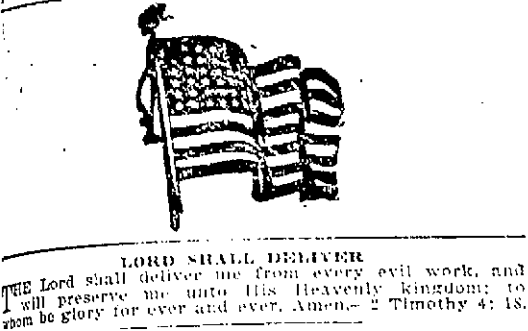 LORD SHALL DELIVER
THE Lord shall deliver me from every evil work, and
will preserve me unto His Heavenly kingdom; to
whom be glory for ever and ever. Amen.- 2 Timothy 4: 18.